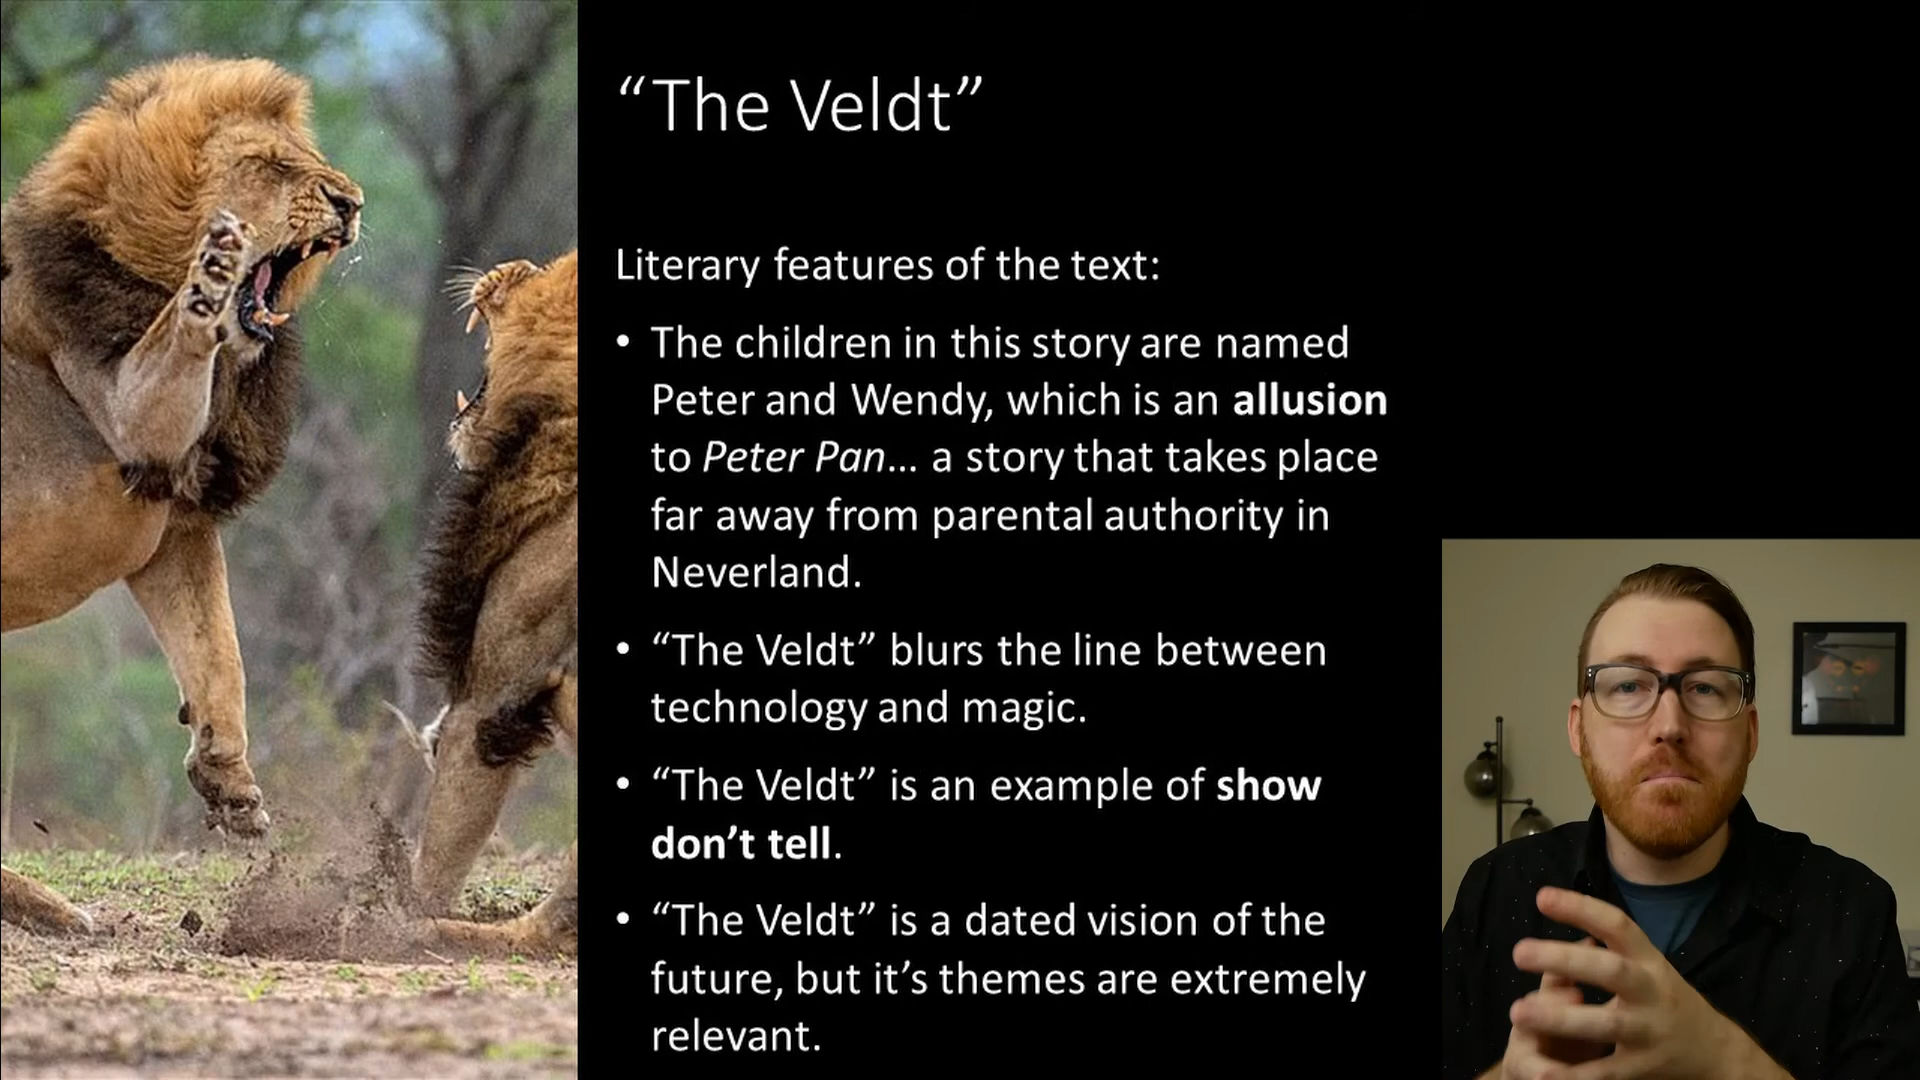 “The Veldt”
Literary features of the text:
• The children in this story are named
Peter and Wendy, which is an allusion
to Peter Pan... a story that takes place
far away from parental authority in
Neverland.
• “The Veldt” blurs the line between
technology and magic.
• “The Veldt” is an example of show
don’t tell.
• “The Veldt” is a dated vision of the
future, but it’s themes are extremely
relevant.